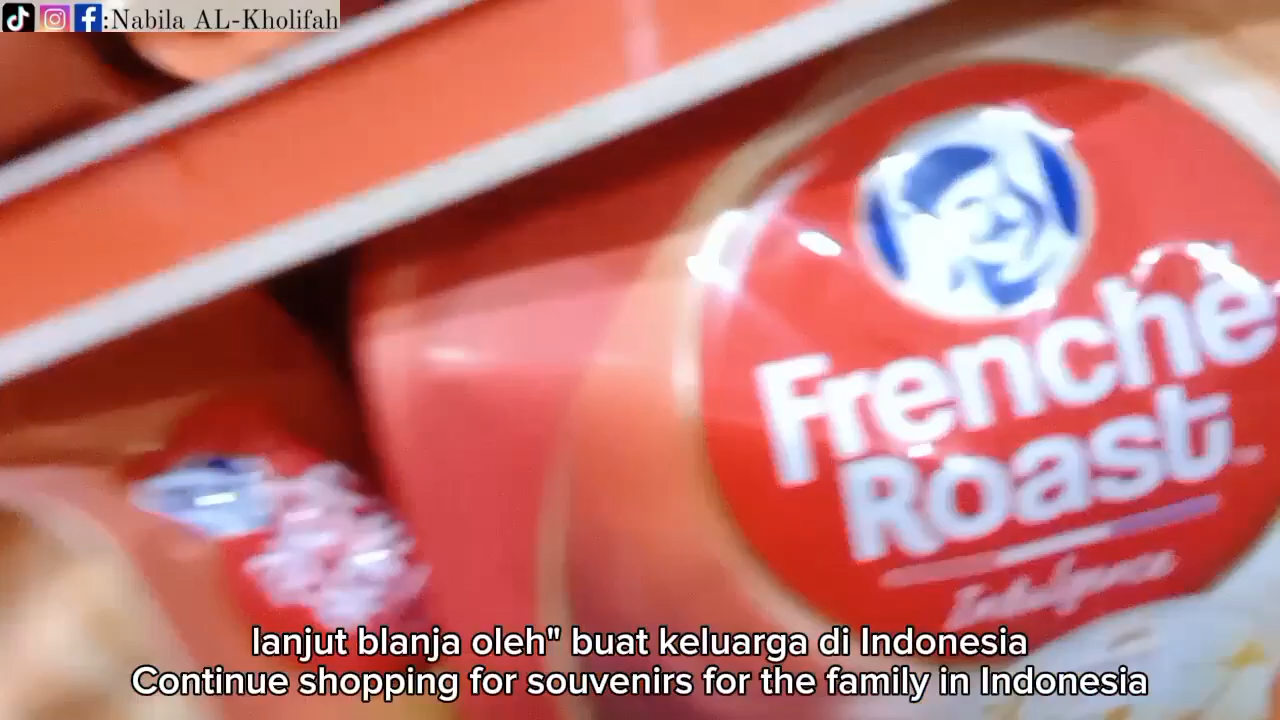 :Nabila AL-Kholifah
Frenche
Roast
Indulgence
lanjut blanja oleh" buat keluarga di Indonesia
Continue shopping for souvenirs for the family in Indonesia